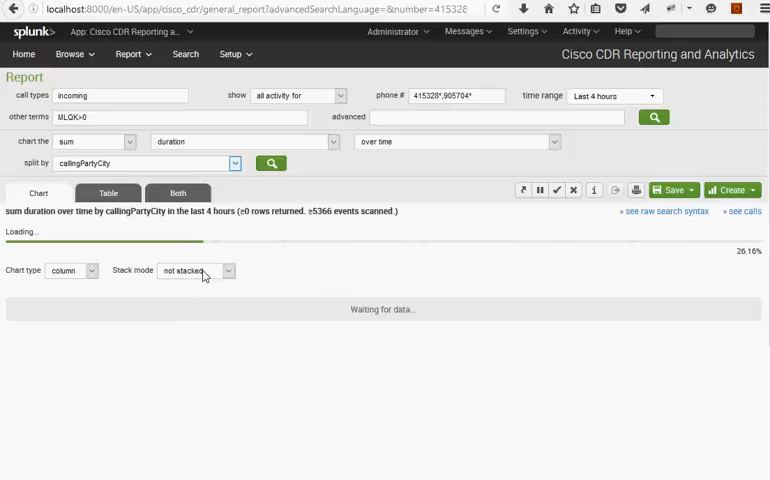 localhost:8000/en-US/app/cisco_cdr/general_report?advancedSearchLanguage=&number=415328
splunk> App: Cisco CDR Reporting a... Administrator Messages Settings Activity Help
Home Browse Report Search Setup Cisco CDR Reporting and Analytics
Report
call types incoming show all activity for phone # 415328*,905704* time range Last 4 hours
other terms MLQK>0 advanced
chart the sum duration over time
split by callingPartyCity
Chart Table Both Save Create
sum duration over time by callingPartyCity in the last 4 hours (≥0 rows returned. ≥5366 events scanned.) » see raw search syntax » see calls
Loading...
26.16%
Chart type column Stack mode not stacked
Waiting for data...